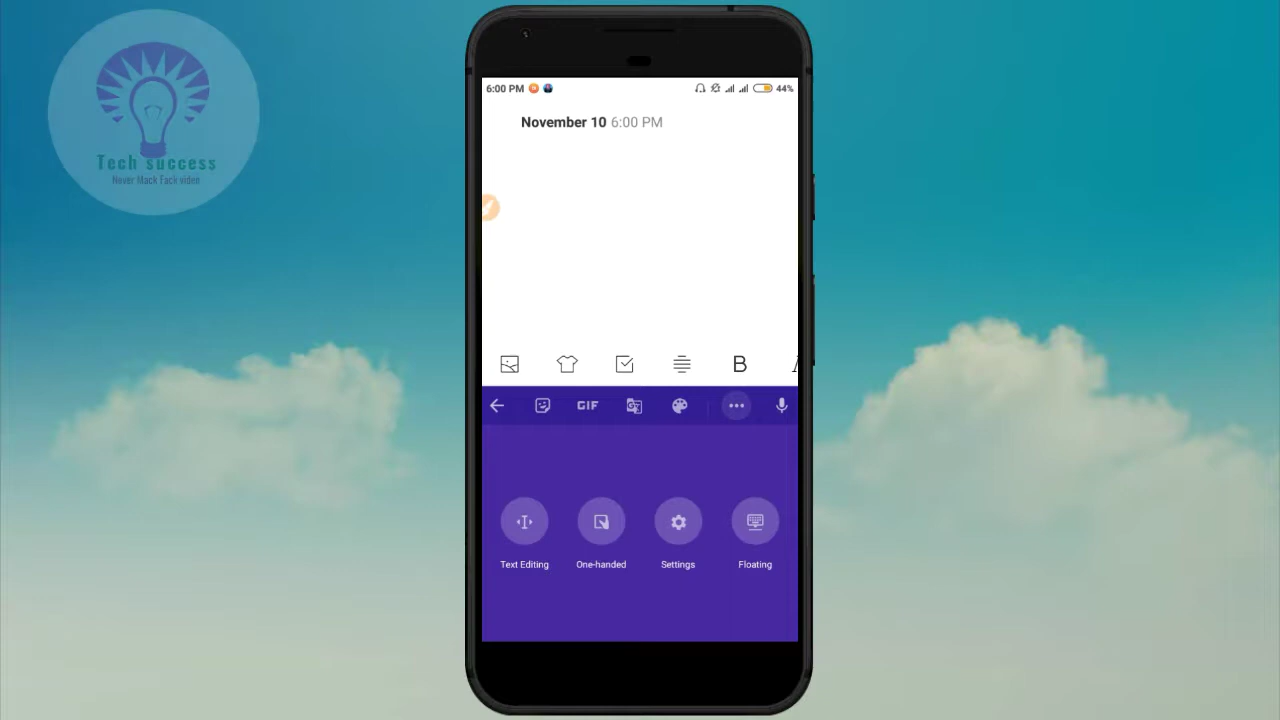 Tech success
Never Mack Fack video
6:00 PM
44%
November 10 6:00 PM
B
GIF
Text Editing
One-handed
Settings
Floating